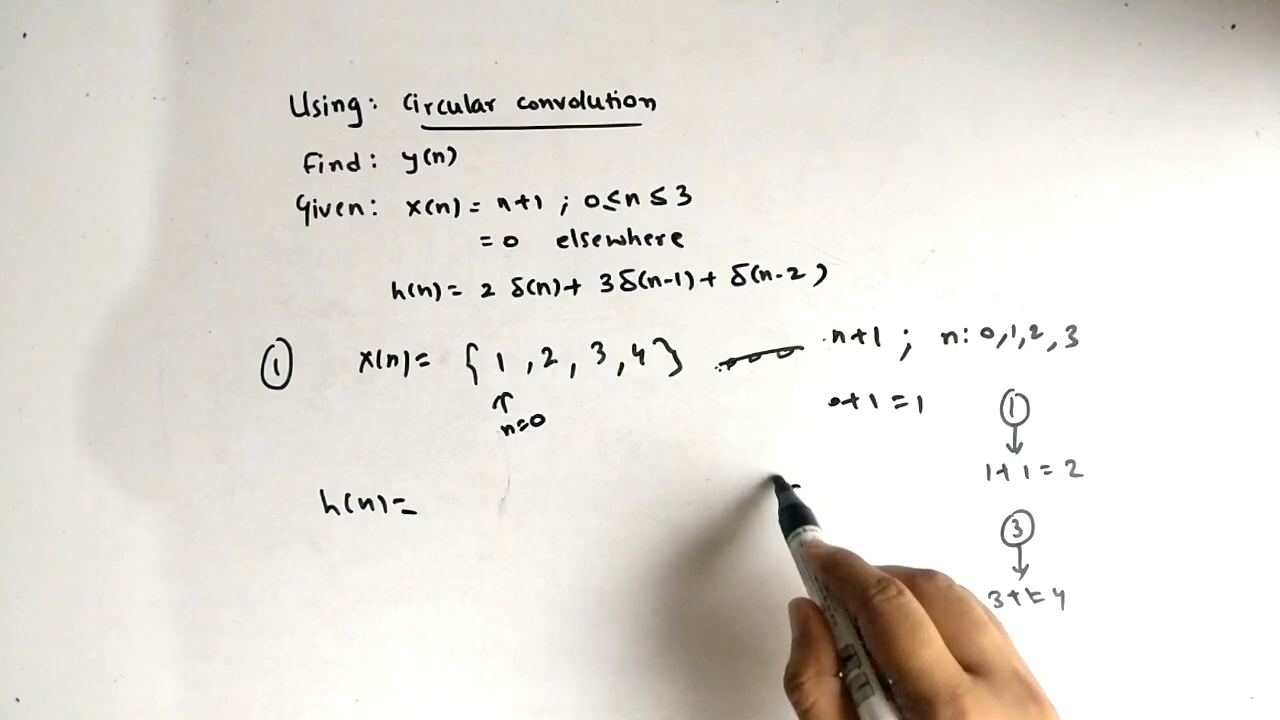 Using: Circular convolution
Find: y(n)
Given: x(n) = n+1 ; 0≤n≤3
= 0 elsewhere
h(n) = 2 δ(n)+ 3δ(n-1)+ δ(n-2)
① x(n)= { 1 , 2 , 3 , 4 } n+1 ; n: 0,1,2,3
↑
n=0
0+1 =1
①
↓
1+1 = 2
h(n)=
③
↓
3+1=4